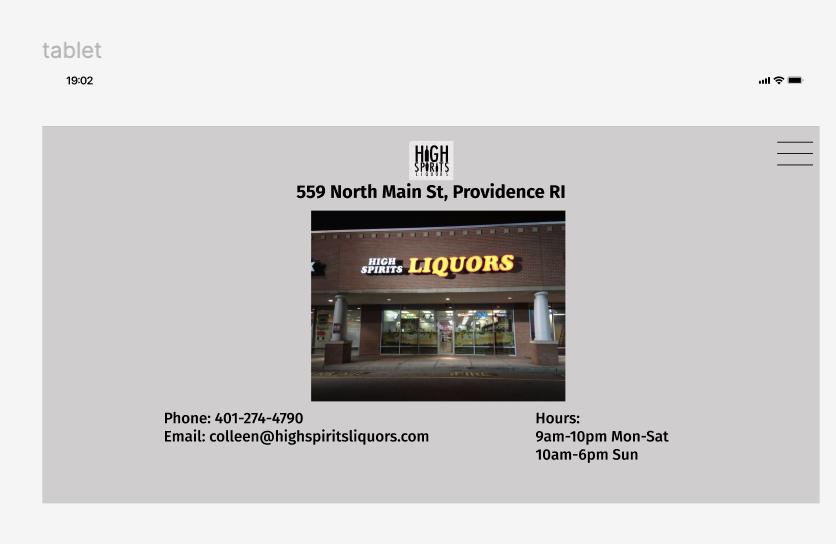 tablet
19:02
HIGH
SPIRITS
LIQUORS
559 North Main St, Providence RI
HIGH
SPIRITS LIQUORS
Phone: 401-274-4790
Email: colleen@highspiritsliquors.com
Hours:
9am-10pm Mon-Sat
10am-6pm Sun